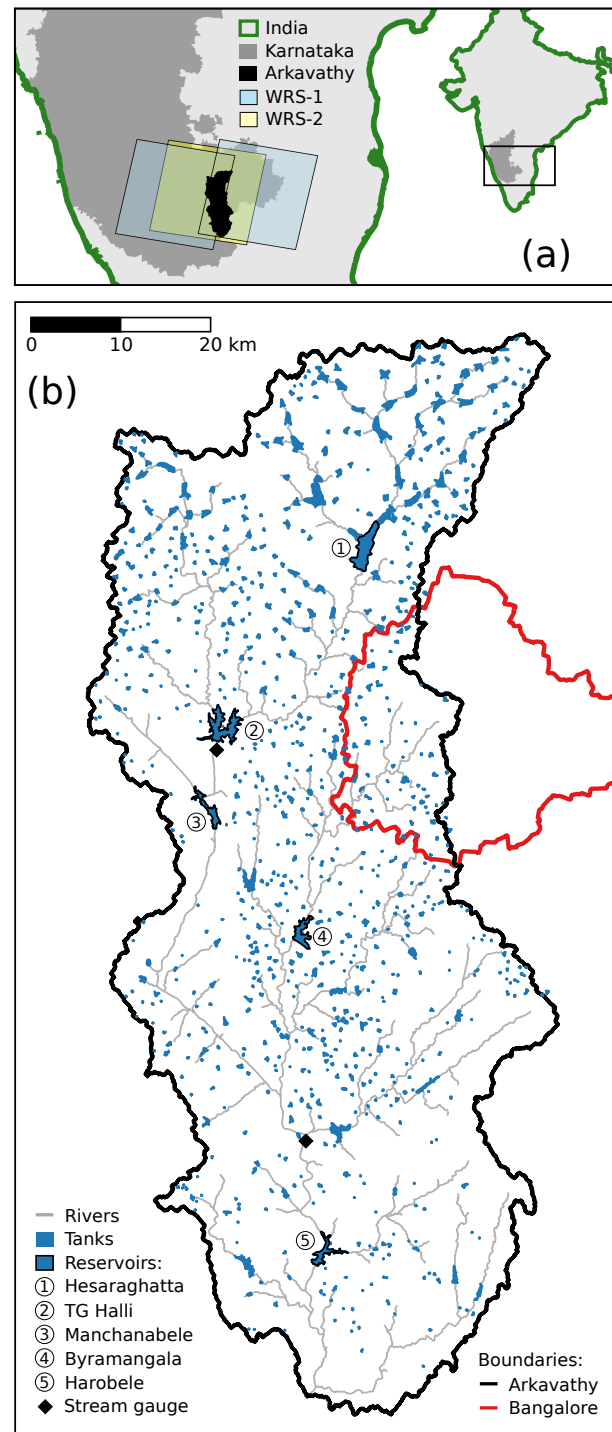 India
Karnataka
Arkavathy
WRS-1
WRS-2
(a)
0 10 20 km
(b)
1
2
3
4
5
Rivers
Tanks
Reservoirs:
1 Hesaraghatta
2 TG Halli
3 Manchanabele
4 Byramangala
5 Harobele
Stream gauge
Boundaries:
Arkavathy
Bangalore